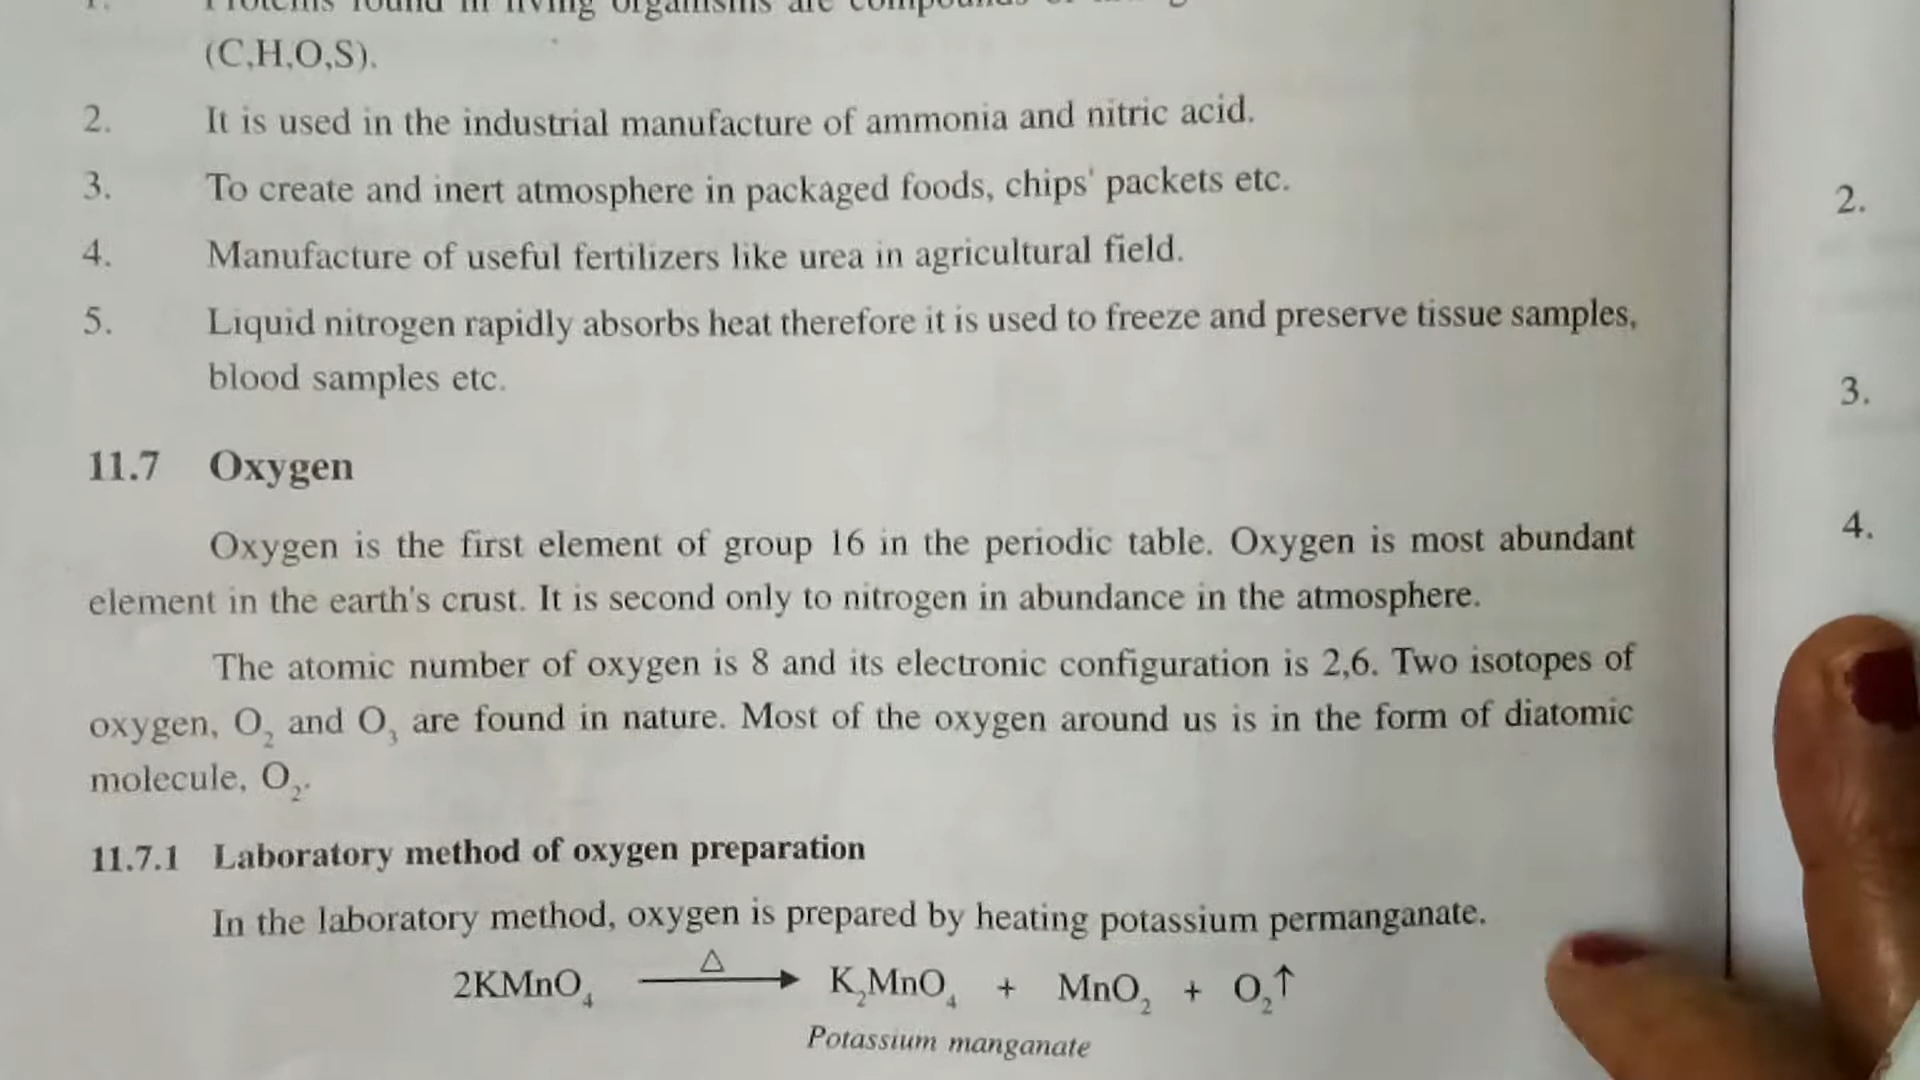 1. Proteins found in living organisms are compounds
(C,H,O,S).
2. It is used in the industrial manufacture of ammonia and nitric acid.
3. To create and inert atmosphere in packaged foods, chips' packets etc.
4. Manufacture of useful fertilizers like urea in agricultural field.
5. Liquid nitrogen rapidly absorbs heat therefore it is used to freeze and preserve tissue samples,
blood samples etc.
11.7 Oxygen
Oxygen is the first element of group 16 in the periodic table. Oxygen is most abundant
element in the earth's crust. It is second only to nitrogen in abundance in the atmosphere.
The atomic number of oxygen is 8 and its electronic configuration is 2,6. Two isotopes of
oxygen, O₂ and O₃ are found in nature. Most of the oxygen around us is in the form of diatomic
molecule, O₂.
11.7.1 Laboratory method of oxygen preparation
In the laboratory method, oxygen is prepared by heating potassium permanganate.
△
2KMnO₄ → K₂MnO₄ + MnO₂ + O₂↑
Potassium manganate
2.
3.
4.